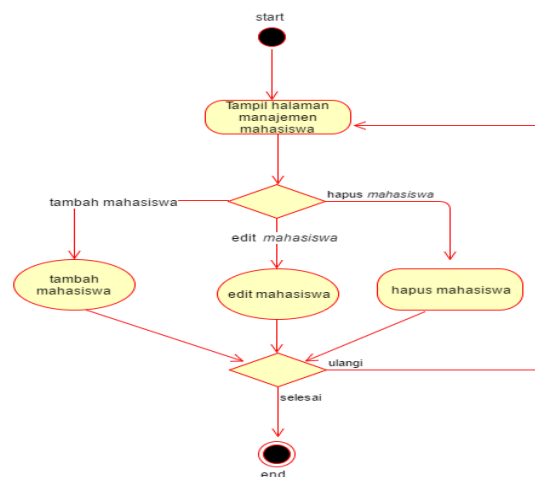 start
Tampil halaman
manajemen
mahasiswa
tambah mahasiswa
hapus mahasiswa
edit mahasiswa
tambah
mahasiswa
edit mahasiswa
hapus mahasiswa
ulangi
selesai
end